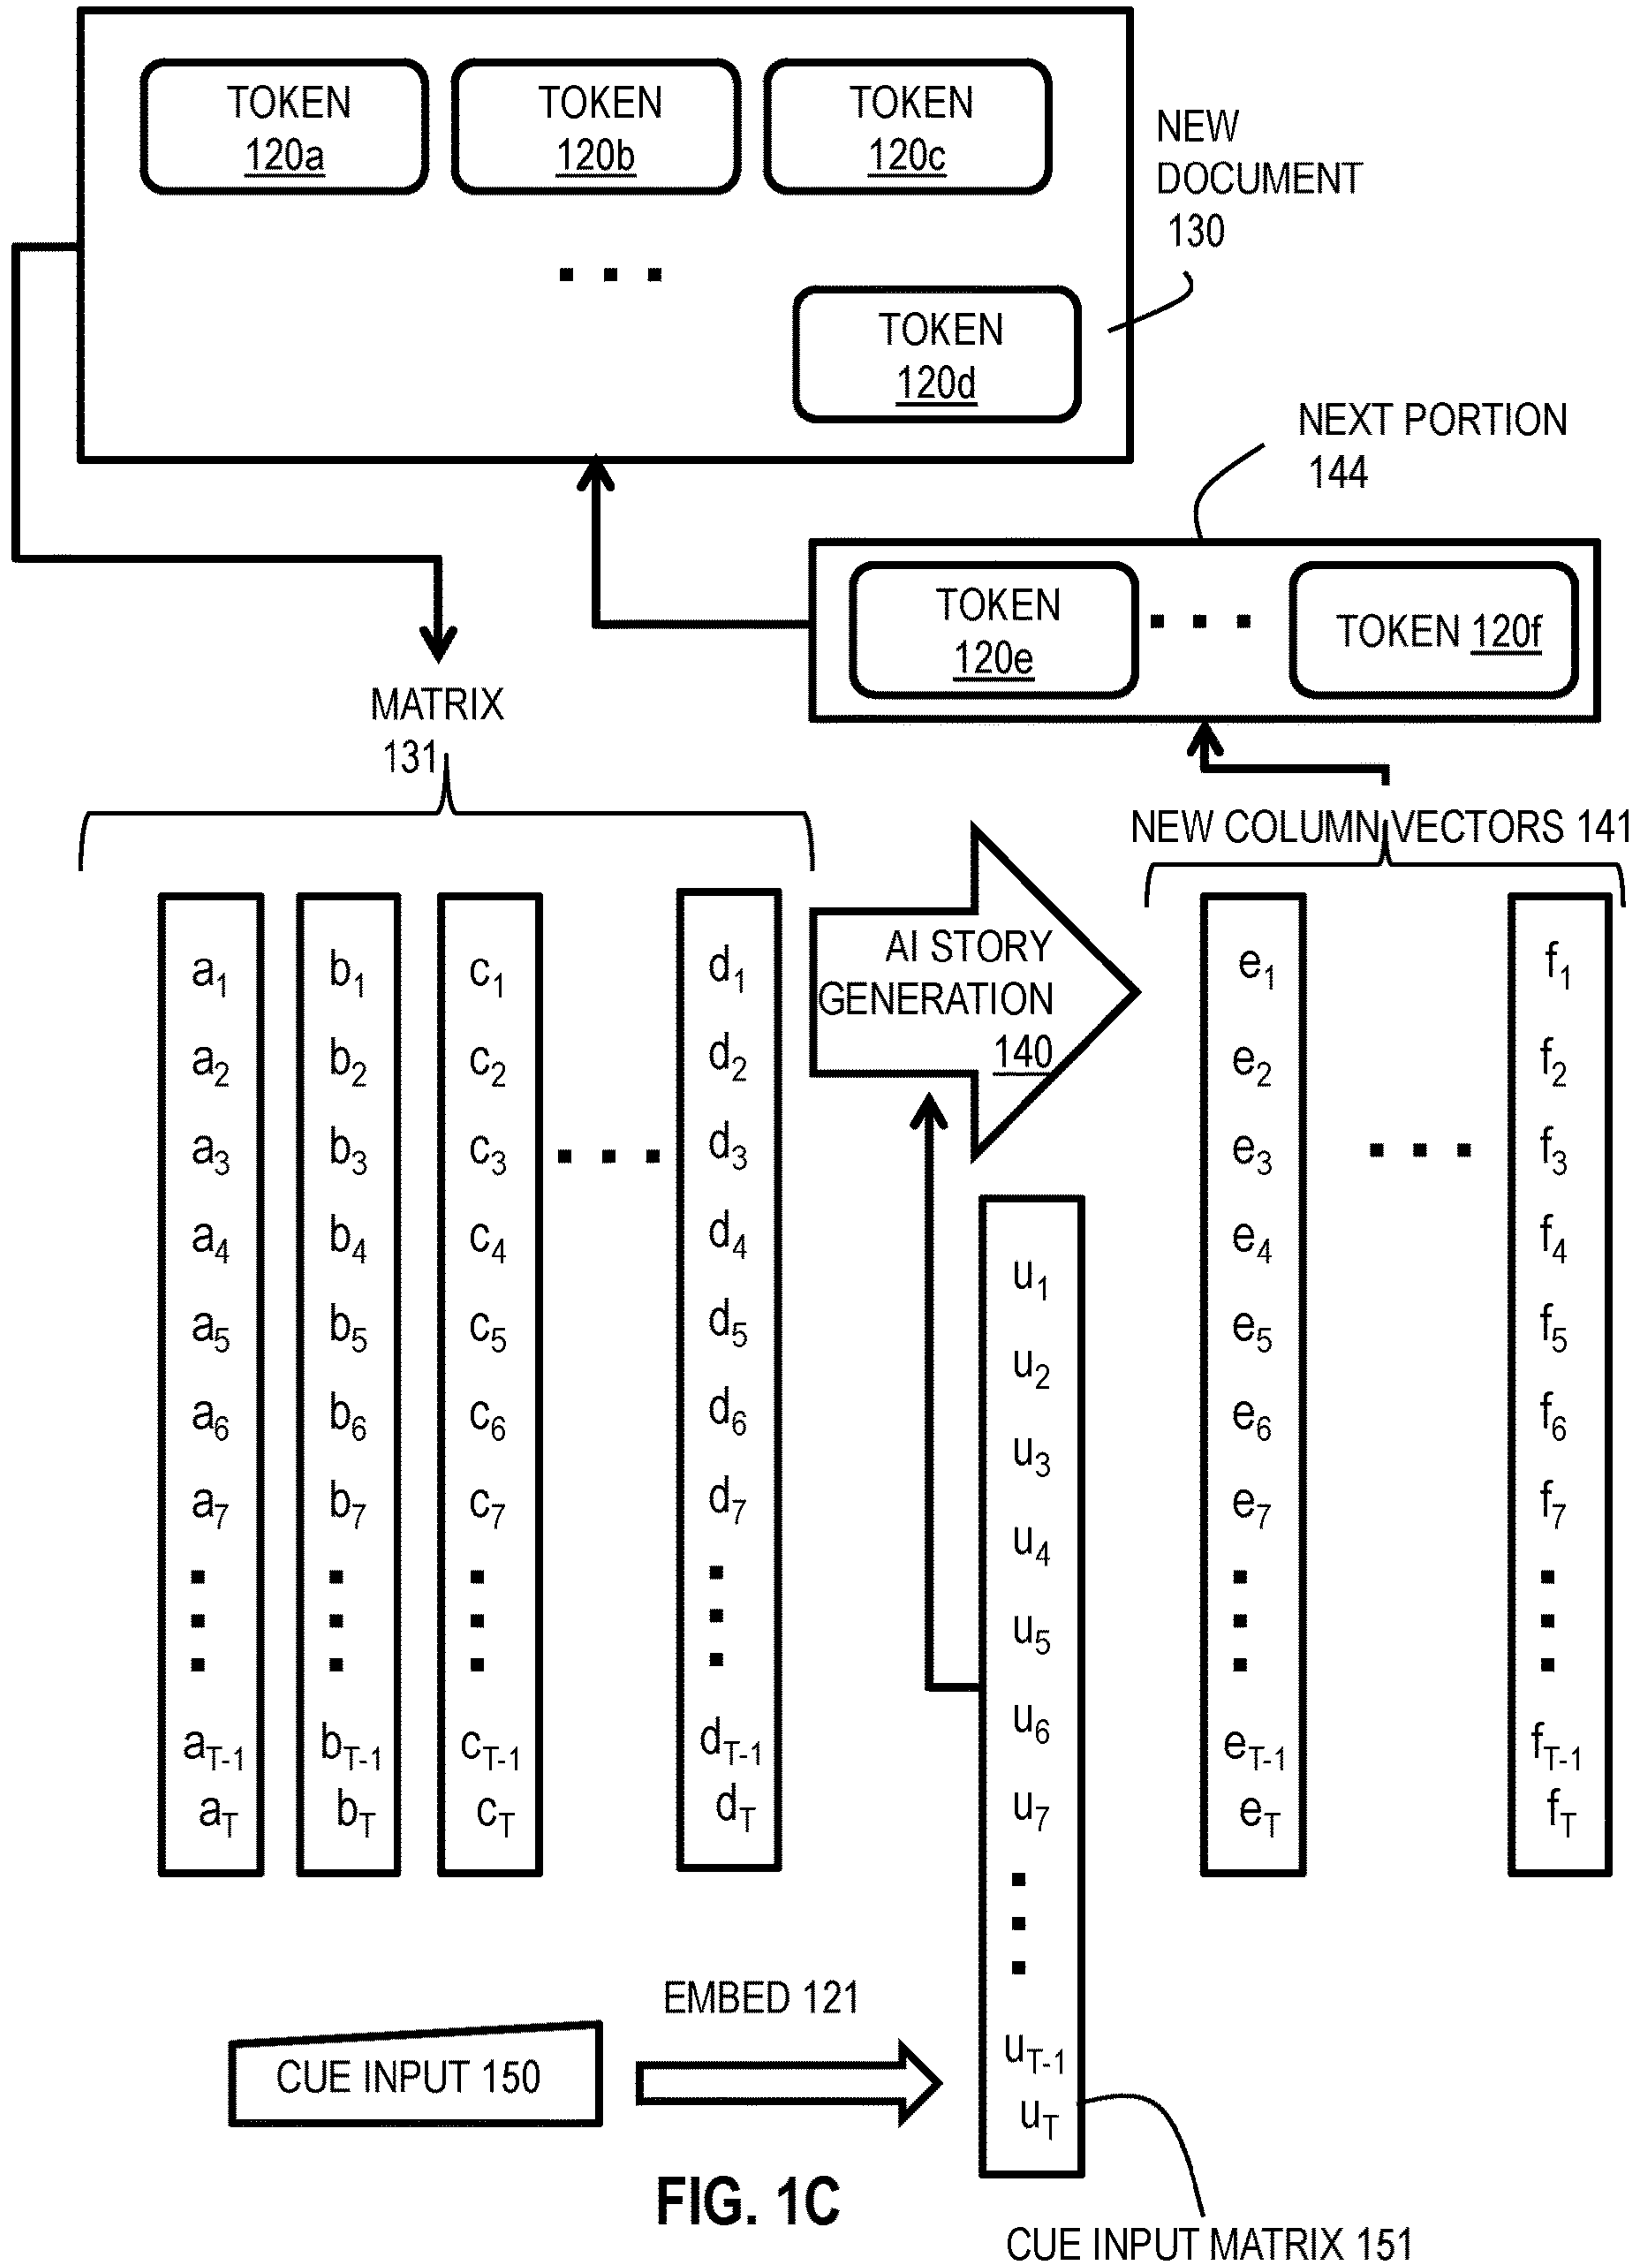 TOKEN
120a
TOKEN
120b
TOKEN
120c
NEW
DOCUMENT
130
TOKEN
120d
NEXT PORTION
144
TOKEN
120e
TOKEN 120f
MATRIX
131
NEW COLUMN VECTORS 141
AI STORY
GENERATION
140
a1 b1 c1 d1 e1 f1
a2 b2 c2 d2 e2 f2
a3 b3 c3 d3 e3 f3
a4 b4 c4 d4 e4 f4
a5 b5 c5 d5 e5 f5
a6 b6 c6 d6 e6 f6
a7 b7 c7 d7 e7 f7
aT-1 bT-1 cT-1 dT-1 eT-1 fT-1
aT bT cT dT eT fT
u1
u2
u3
u4
u5
u6
u7
uT-1
uT
EMBED 121
CUE INPUT 150
FIG. 1C
CUE INPUT MATRIX 151